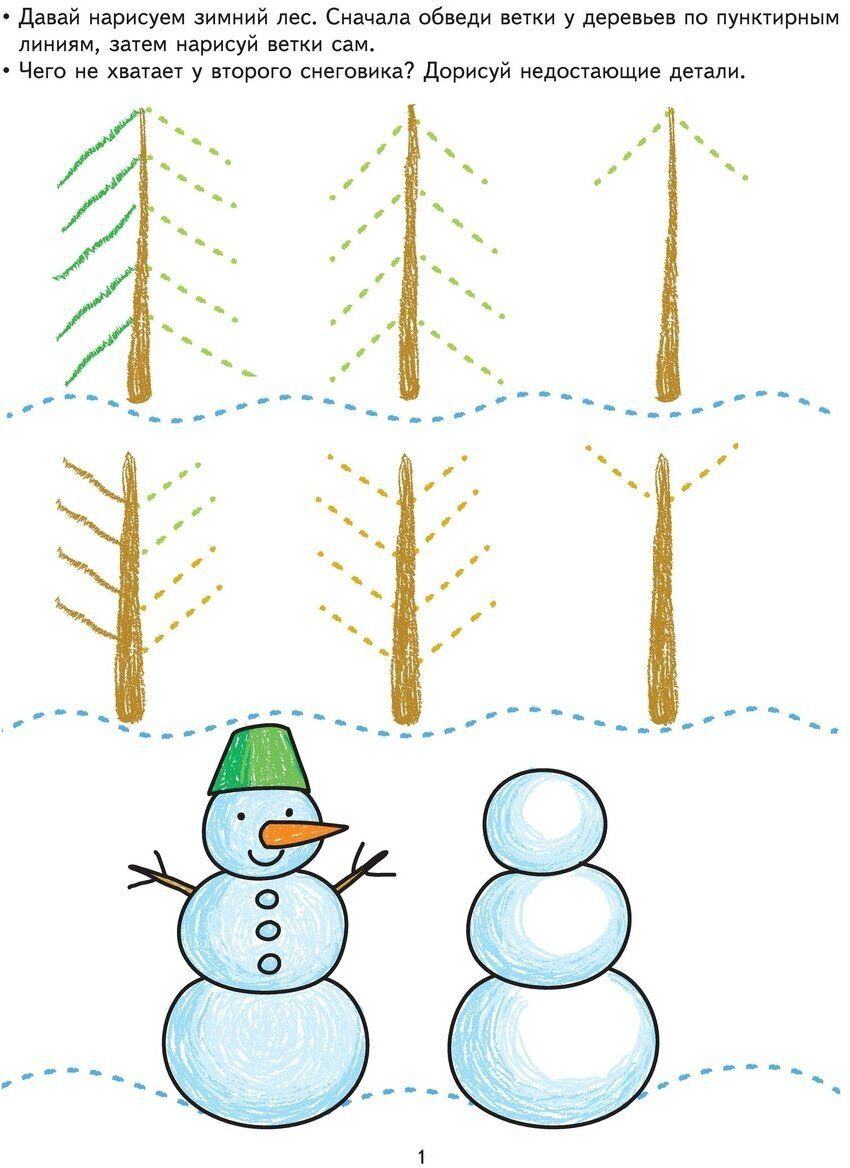 • Давай нарисуем зимний лес. Сначала обведи ветки у деревьев по пунктирным
линиям, затем нарисуй ветки сам.
• Чего не хватает у второго снеговика? Дорисуй недостающие детали.
1